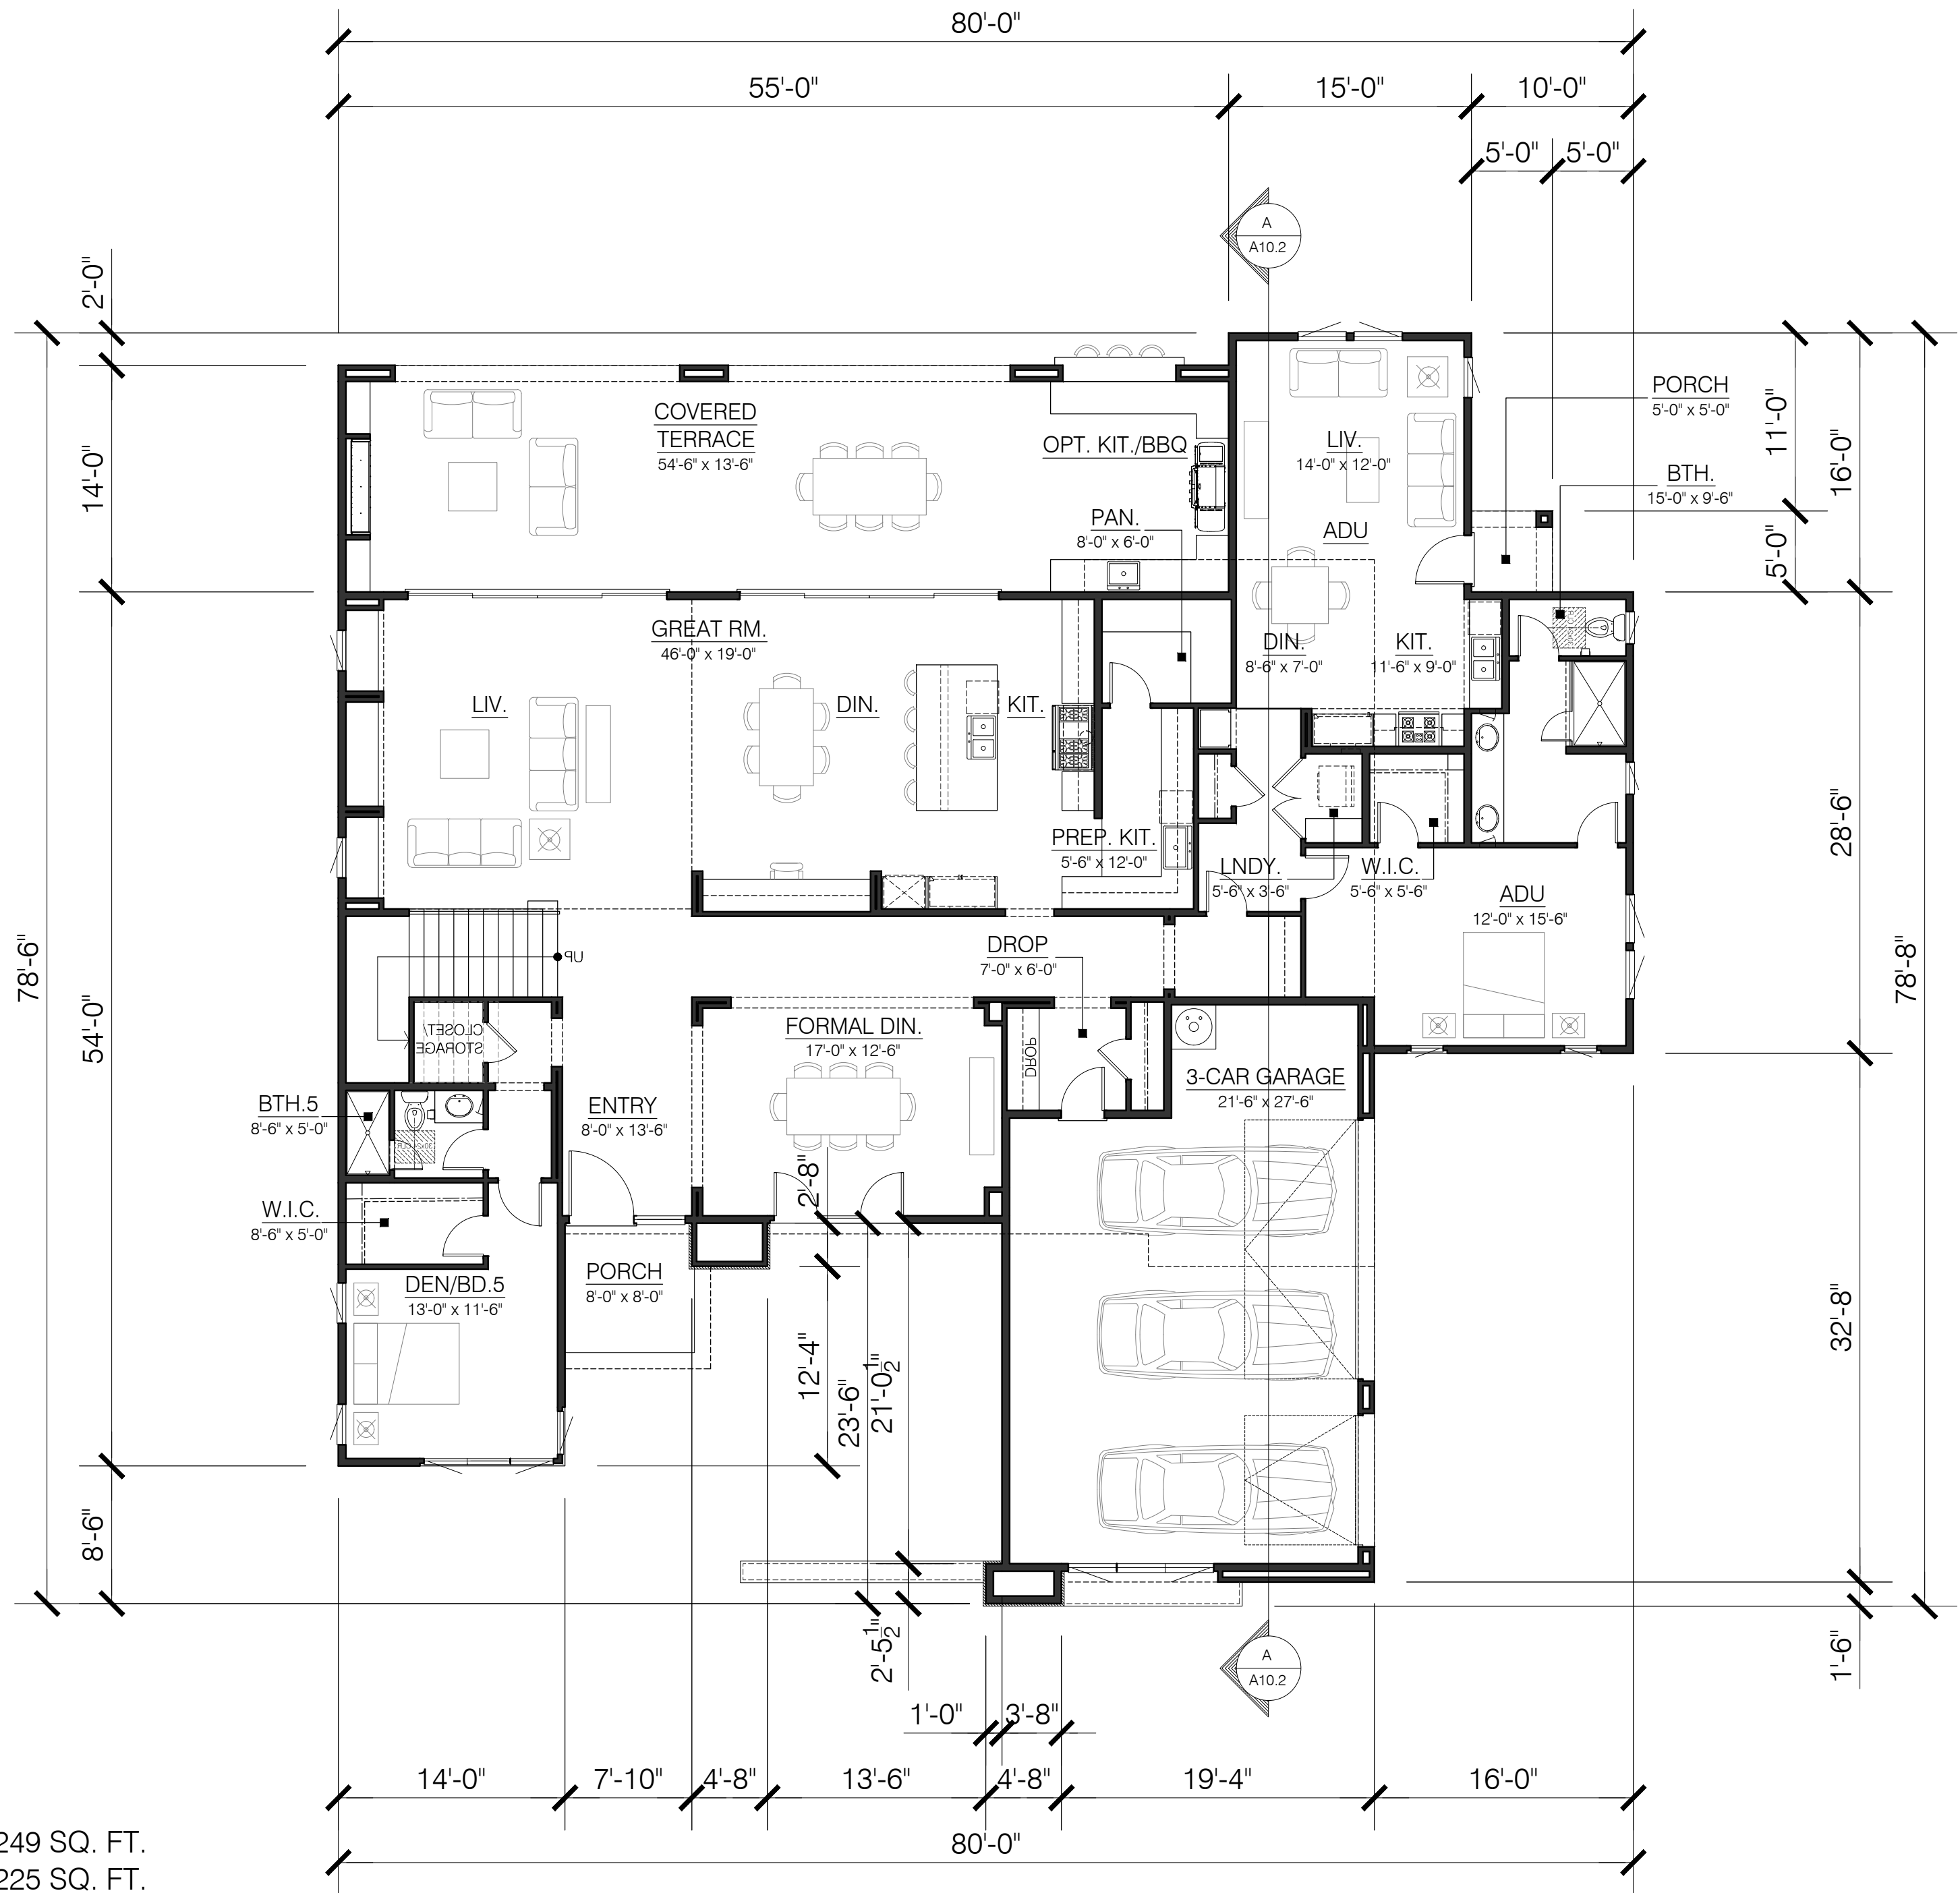 80'-0"
55'-0"
15'-0"
10'-0"
5'-0"
5'-0"
A
A10.2
2'-0"
14'-0"
54'-0"
8'-6"
78'-6"
COVERED
TERRACE
54'-6" x 13'-6"
OPT. KIT./BBQ
PAN.
8'-0" x 6'-0"
LIV.
14'-0" x 12'-0"
ADU
PORCH
5'-0" x 5'-0"
BTH.
15'-0" x 9'-6"
11'-0"
5'-0"
16'-0"
28'-6"
32'-8"
1'-6"
78'-8"
GREAT RM.
46'-0" x 19'-0"
LIV.
DIN.
KIT.
DIN.
8'-6" x 7'-0"
KIT.
11'-6" x 9'-0"
PREP. KIT.
5'-6" x 12'-0"
LNDY.
5'-6" x 3'-6"
W.I.C.
5'-6" x 5'-6"
ADU
12'-0" x 15'-6"
UP
DROP
7'-0" x 6'-0"
CLOSET/
STORAGE
FORMAL DIN.
17'-0" x 12'-6"
DROP
3-CAR GARAGE
21'-6" x 27'-6"
BTH.5
8'-6" x 5'-0"
ENTRY
8'-0" x 13'-6"
W.I.C.
8'-6" x 5'-0"
DEN/BD.5
13'-0" x 11'-6"
PORCH
8'-0" x 8'-0"
2'-8"
12'-4"
23'-6"
21'-0 1/2"
2'-5 1/2"
A
A10.2
1'-0"
3'-8"
14'-0"
7'-10"
4'-8"
13'-6"
4'-8"
19'-4"
16'-0"
80'-0"
249 SQ. FT.
225 SQ. FT.